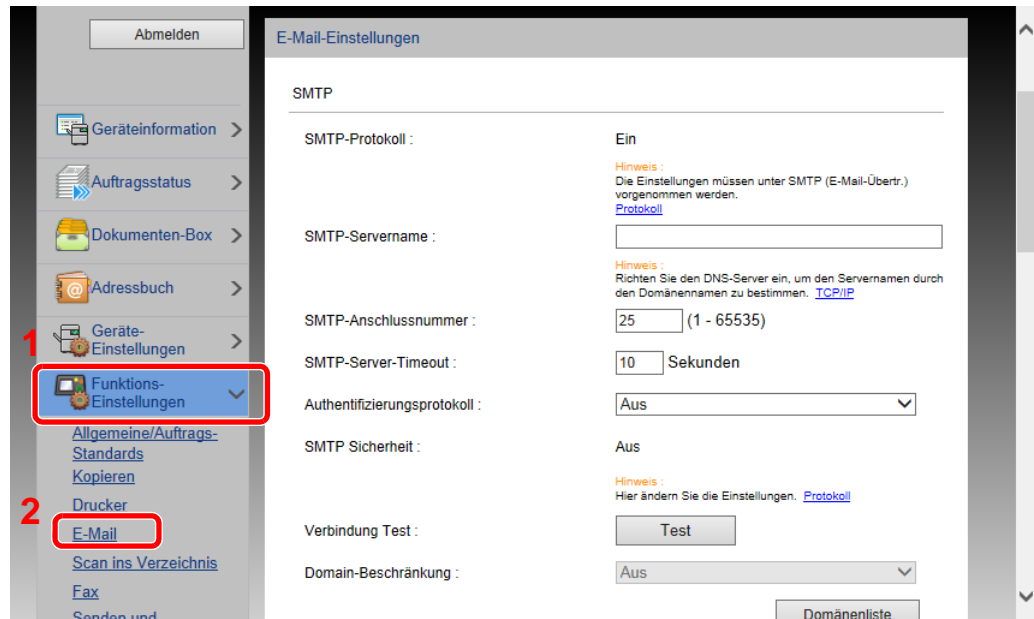 Abmelden
Geräteinformation
Auftragsstatus
Dokumenten-Box
Adressbuch
1
Geräte-
Einstellungen
Funktions-
Einstellungen
Allgemeine/Auftrags-
Standards
Kopieren
Drucker
2
E-Mail
Scan ins Verzeichnis
Fax
Senden und
E-Mail-Einstellungen
SMTP
SMTP-Protokoll : Ein
Hinweis :
Die Einstellungen müssen unter SMTP (E-Mail-Übertr.)
vorgenommen werden.
Protokoll
SMTP-Servername :
Hinweis :
Richten Sie den DNS-Server ein, um den Servernamen durch
den Domänennamen zu bestimmen. TCP/IP
SMTP-Anschlussnummer : 25 (1 - 65535)
SMTP-Server-Timeout : 10 Sekunden
Authentifizierungsprotokoll : Aus
SMTP Sicherheit : Aus
Hinweis :
Hier ändern Sie die Einstellungen. Protokoll
Verbindung Test : Test
Domain-Beschränkung : Aus
Domänenliste